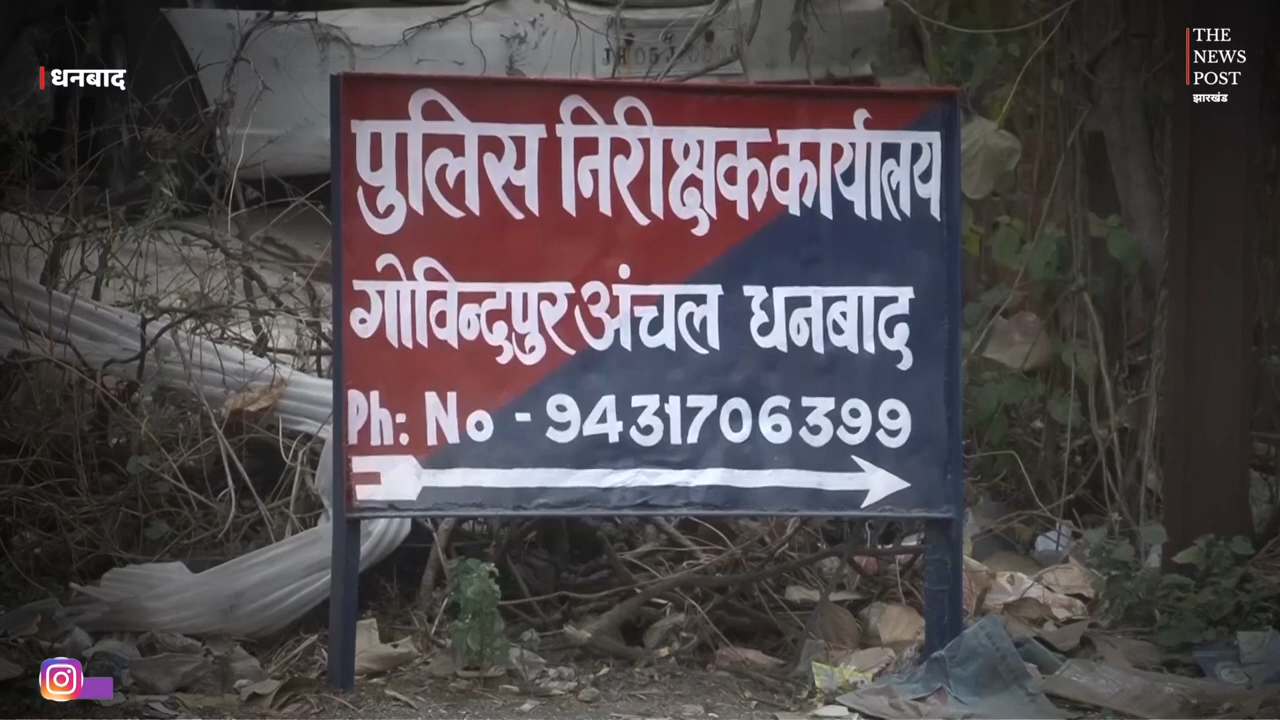 धनबाद
THE
NEWS
POST
झारखंड
पुलिस निरीक्षक कार्यालय
गोविन्दपुर अंचल धनबाद
Ph: No - 9431706399